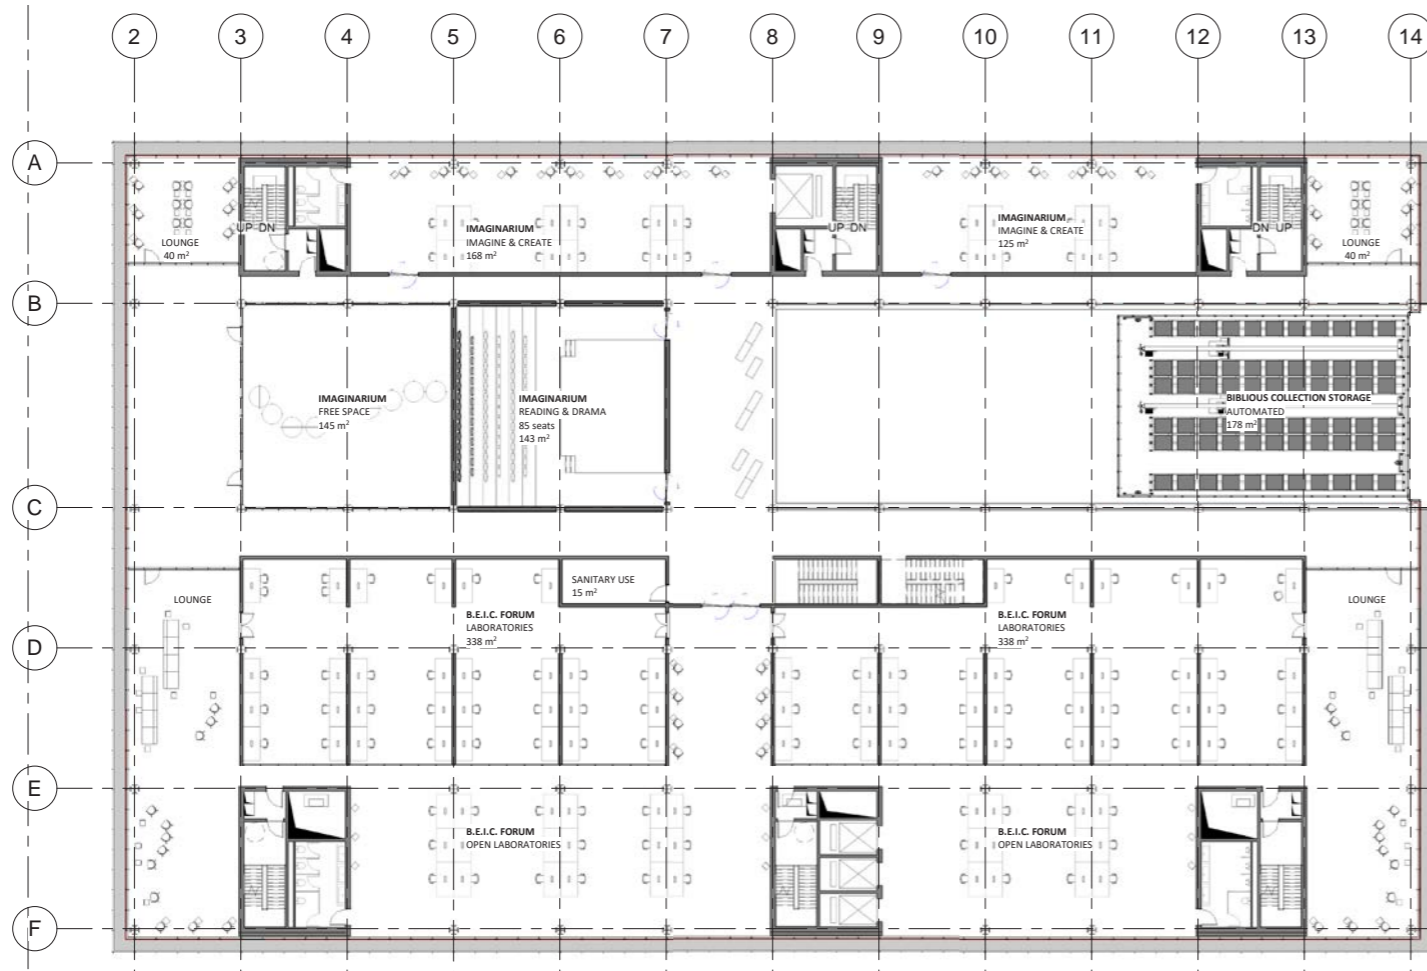 2 3 4 5 6 7 8 9 10 11 12 13 14
A
LOUNGE
40 m²
UP DN
IMAGINARIUM
IMAGINE & CREATE
168 m²
UP DN
IMAGINARIUM
IMAGINE & CREATE
125 m²
DN UP
LOUNGE
40 m²
B
IMAGINARIUM
FREE SPACE
145 m²
IMAGINARIUM
READING & DRAMA
85 seats
143 m²
BIBLIOUS COLLECTION STORAGE
AUTOMATED
178 m²
C
LOUNGE
SANITARY USE
15 m²
B.E.I.C. FORUM
LABORATORIES
338 m²
B.E.I.C. FORUM
LABORATORIES
338 m²
LOUNGE
D
E
B.E.I.C. FORUM
OPEN LABORATORIES
B.E.I.C. FORUM
OPEN LABORATORIES
F